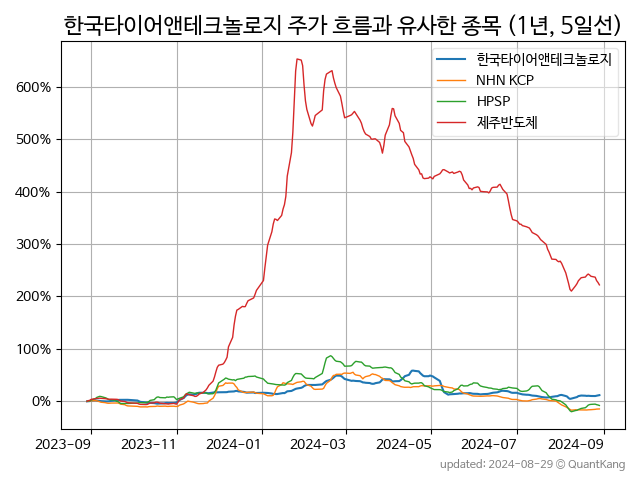 한국타이어앤테크놀로지 주가 흐름과 유사한 종목 (1년, 5일선)
한국타이어앤테크놀로지
NHN KCP
HPSP
제주반도체
600%
500%
400%
300%
200%
100%
0%
2023-09
2023-11
2024-01
2024-03
2024-05
2024-07
2024-09
updated: 2024-08-29 © QuantKang